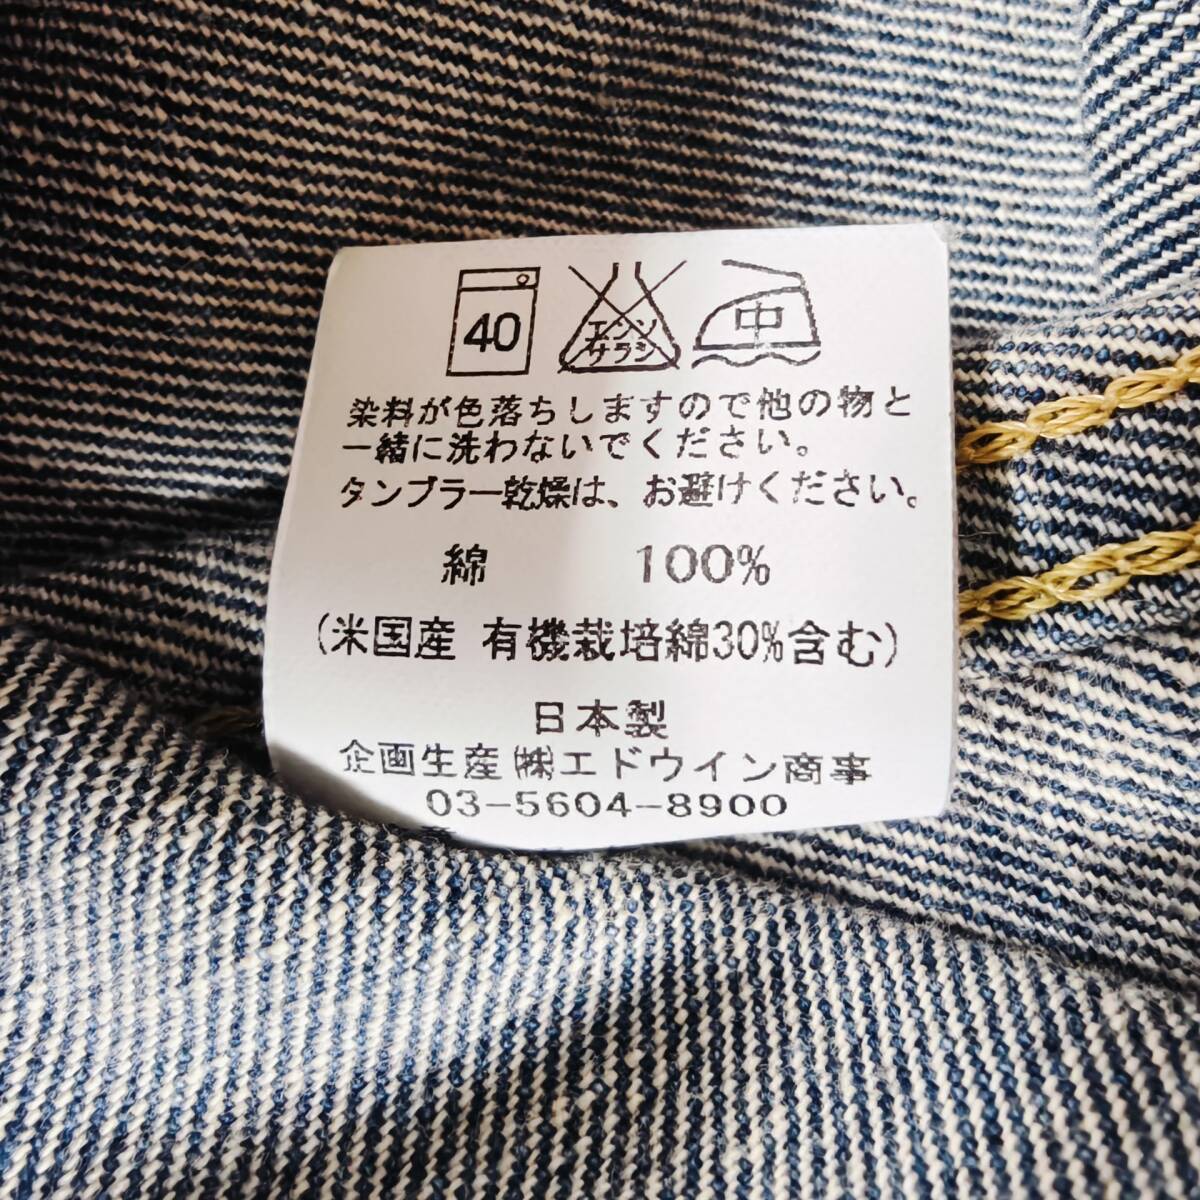 40 エンソ サラシ 中
染料が色落ちしますので他の物と
一緒に洗わないでください。
タンブラー乾燥は、お避けください。
綿 100%
(米国産 有機栽培綿30%含む)
日本製
企画生産 ㈱エドウイン商事
03-5604-8900